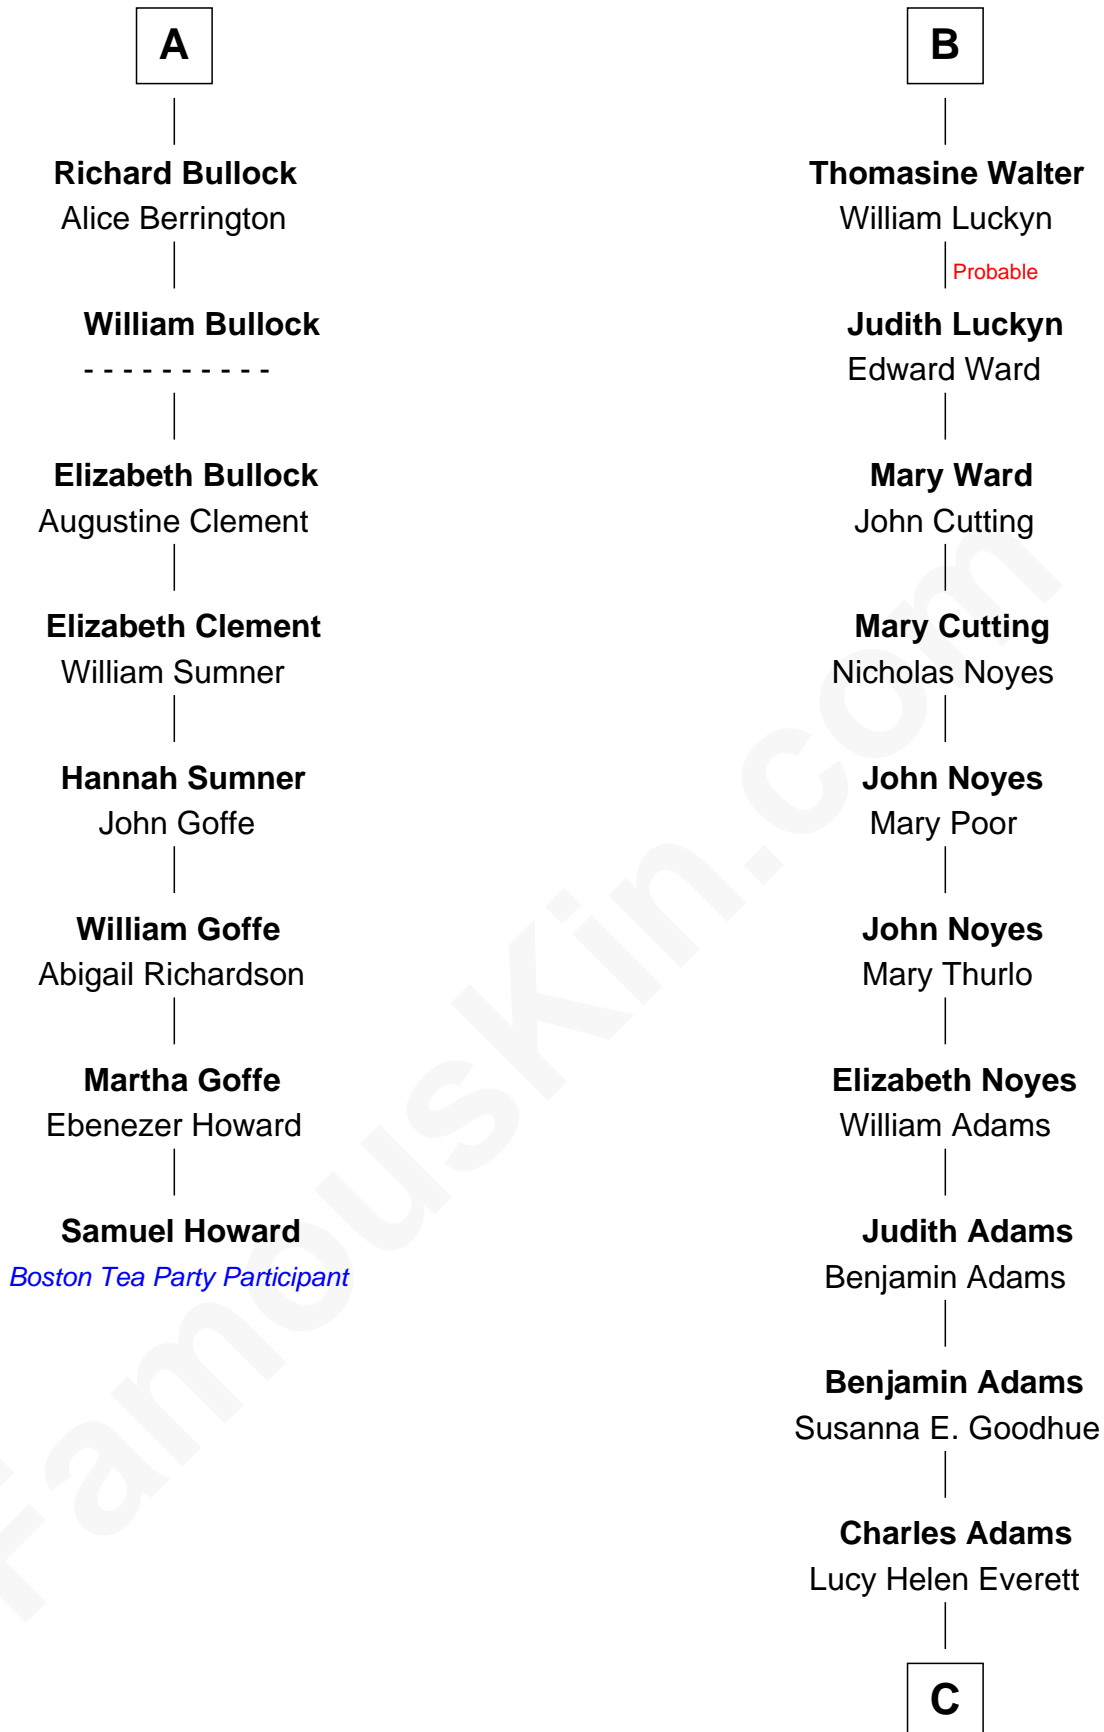 A
Richard Bullock
Alice Berrington
William Bullock
- - - - - - - - - -
Elizabeth Bullock
Augustine Clement
Elizabeth Clement
William Sumner
Hannah Sumner
John Goffe
William Goffe
Abigail Richardson
Martha Goffe
Ebenezer Howard
Samuel Howard
Boston Tea Party Participant
B
Thomasine Walter
William Luckyn
Probable
Judith Luckyn
Edward Ward
Mary Ward
John Cutting
Mary Cutting
Nicholas Noyes
John Noyes
Mary Poor
John Noyes
Mary Thurlo
Elizabeth Noyes
William Adams
Judith Adams
Benjamin Adams
Benjamin Adams
Susanna E. Goodhue
Charles Adams
Lucy Helen Everett
C
FamousKin.com